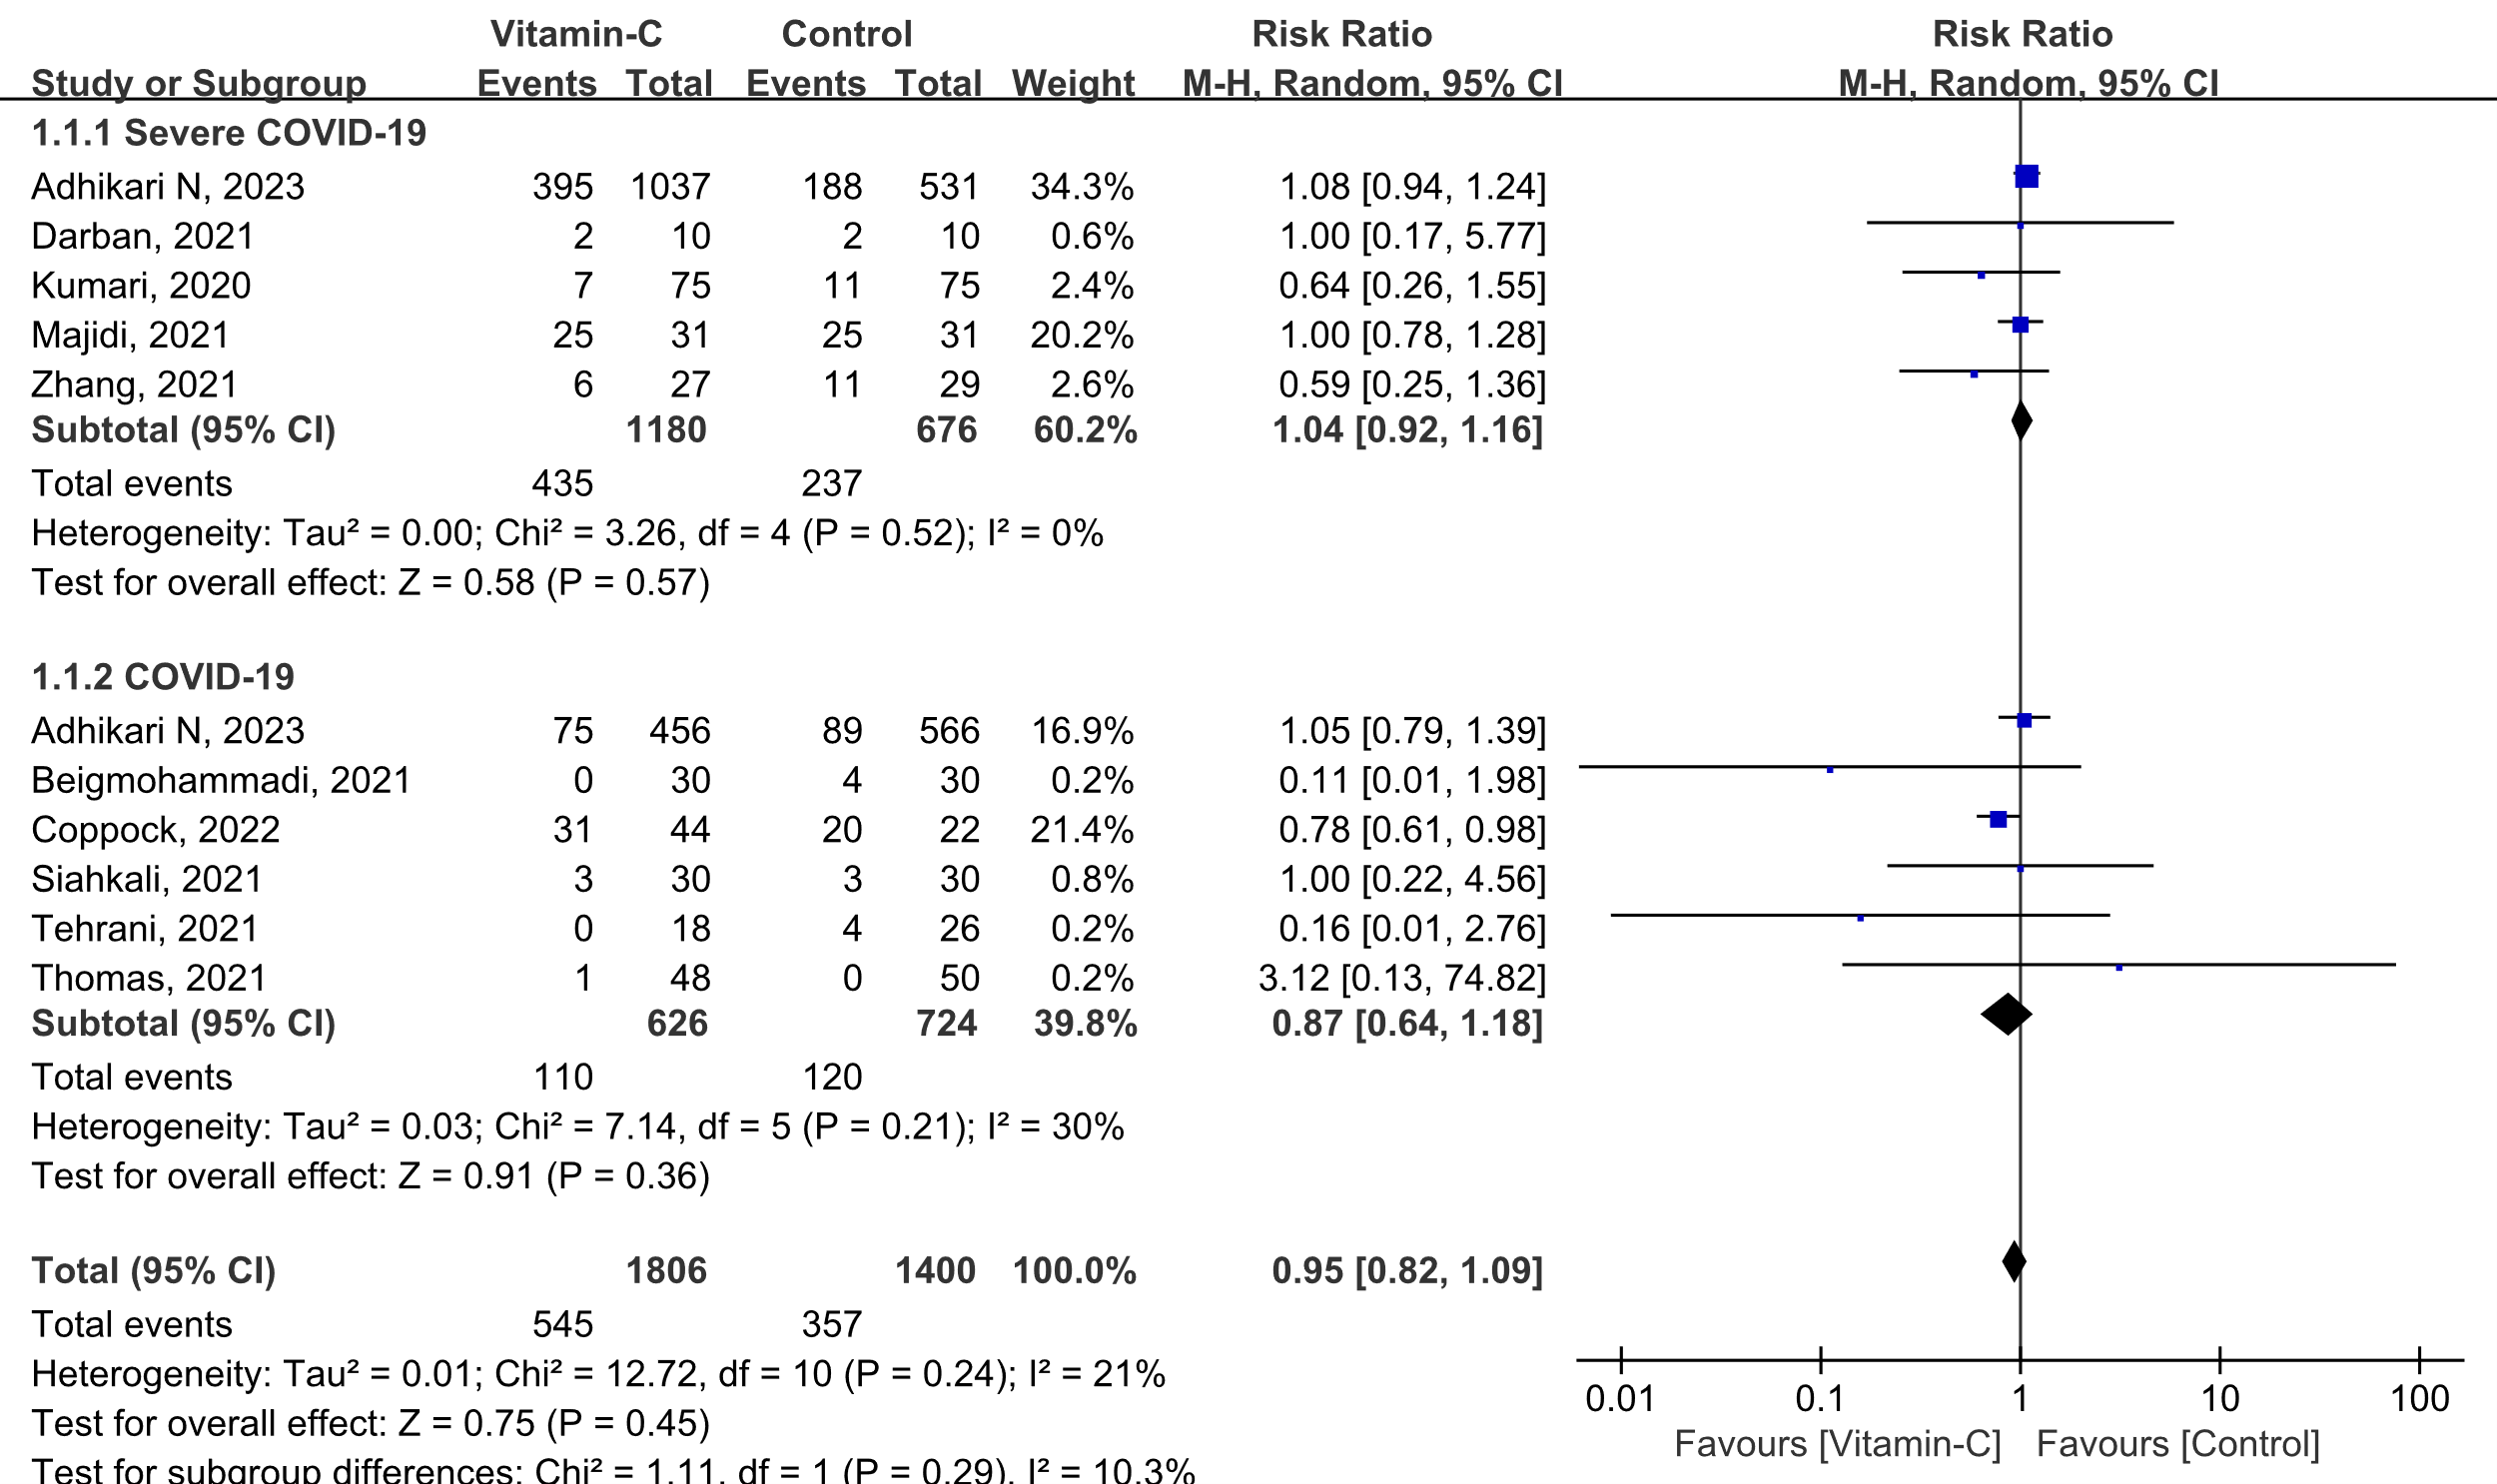 Vitamin-C Control Risk Ratio Risk Ratio
Study or Subgroup Events Total Events Total Weight M-H, Random, 95% CI M-H, Random, 95% CI
1.1.1 Severe COVID-19
Adhikari N, 2023 395 1037 188 531 34.3% 1.08 [0.94, 1.24]
Darban, 2021 2 10 2 10 0.6% 1.00 [0.17, 5.77]
Kumari, 2020 7 75 11 75 2.4% 0.64 [0.26, 1.55]
Majidi, 2021 25 31 25 31 20.2% 1.00 [0.78, 1.28]
Zhang, 2021 6 27 11 29 2.6% 0.59 [0.25, 1.36]
Subtotal (95% CI) 1180 676 60.2% 1.04 [0.92, 1.16]
Total events 435 237
Heterogeneity: Tau² = 0.00; Chi² = 3.26, df = 4 (P = 0.52); I² = 0%
Test for overall effect: Z = 0.58 (P = 0.57)
1.1.2 COVID-19
Adhikari N, 2023 75 456 89 566 16.9% 1.05 [0.79, 1.39]
Beigmohammadi, 2021 0 30 4 30 0.2% 0.11 [0.01, 1.98]
Coppock, 2022 31 44 20 22 21.4% 0.78 [0.61, 0.98]
Siahkali, 2021 3 30 3 30 0.8% 1.00 [0.22, 4.56]
Tehrani, 2021 0 18 4 26 0.2% 0.16 [0.01, 2.76]
Thomas, 2021 1 48 0 50 0.2% 3.12 [0.13, 74.82]
Subtotal (95% CI) 626 724 39.8% 0.87 [0.64, 1.18]
Total events 110 120
Heterogeneity: Tau² = 0.03; Chi² = 7.14, df = 5 (P = 0.21); I² = 30%
Test for overall effect: Z = 0.91 (P = 0.36)
Total (95% CI) 1806 1400 100.0% 0.95 [0.82, 1.09]
Total events 545 357
Heterogeneity: Tau² = 0.01; Chi² = 12.72, df = 10 (P = 0.24); I² = 21%
Test for overall effect: Z = 0.75 (P = 0.45)
Test for subgroup differences: Chi² = 1.11, df = 1 (P = 0.29), I² = 10.3%
0.01 0.1 1 10 100
Favours [Vitamin-C] Favours [Control]